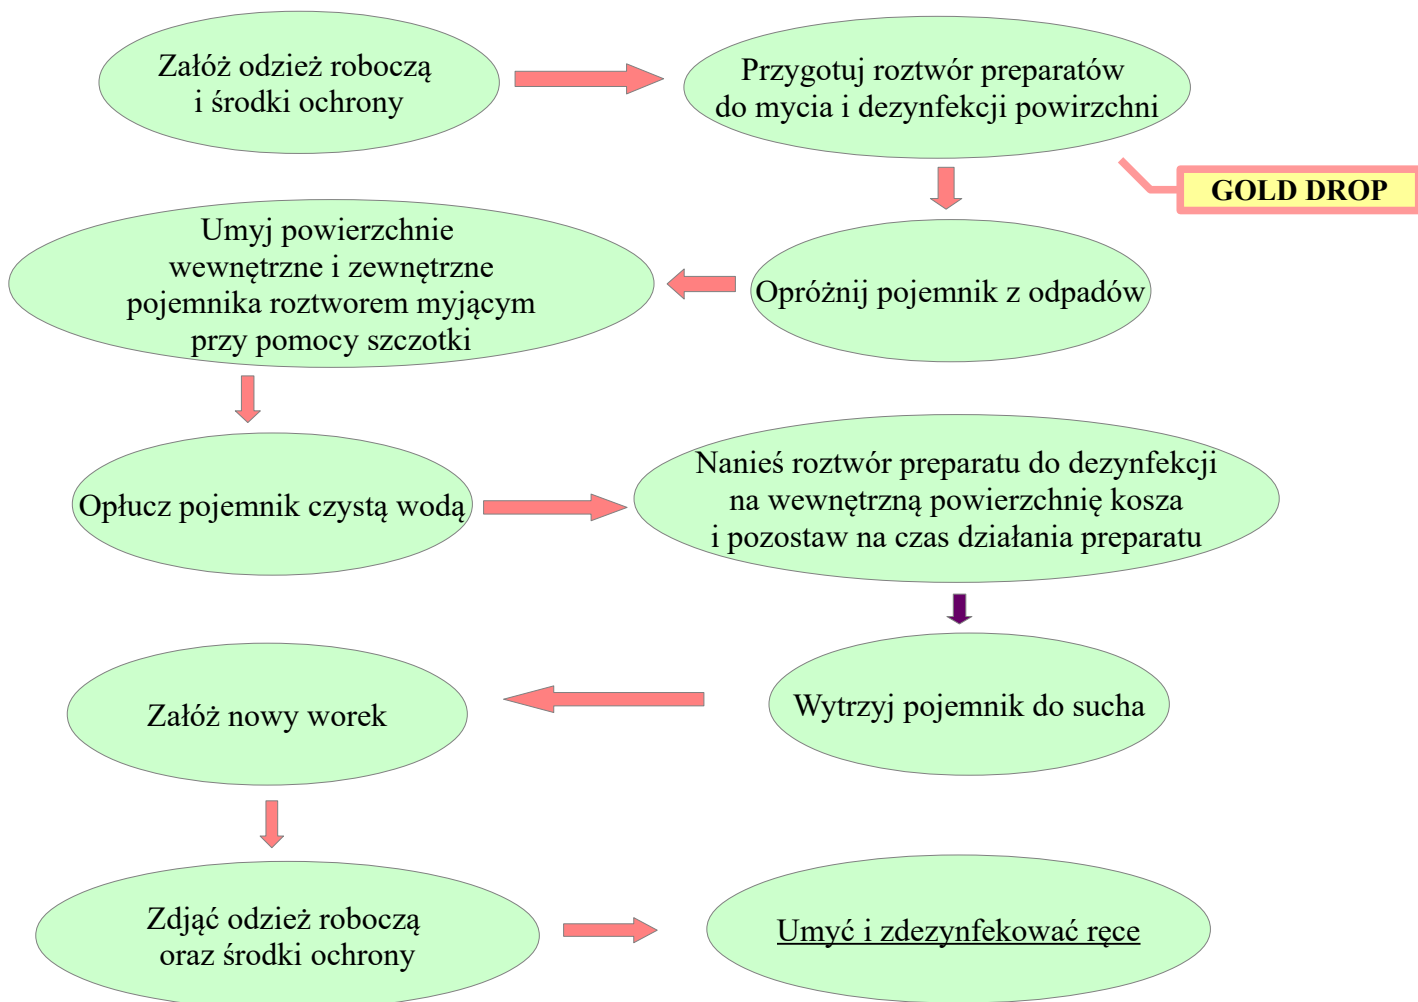 Załóż odzież roboczą
i środki ochrony
Przygotuj roztwór preparatów
do mycia i dezynfekcji powirzchni
GOLD DROP
Opróżnij pojemnik z odpadów
Umyj powierzchnie
wewnętrzne i zewnętrzne
pojemnika roztworem myjącym
przy pomocy szczotki
Opłucz pojemnik czystą wodą
Nanieś roztwór preparatu do dezynfekcji
na wewnętrzną powierzchnię kosza
i pozostaw na czas działania preparatu
Wytrzyj pojemnik do sucha
Załóż nowy worek
Zdjąć odzież roboczą
oraz środki ochrony
Umyć i zdezynfekować ręce